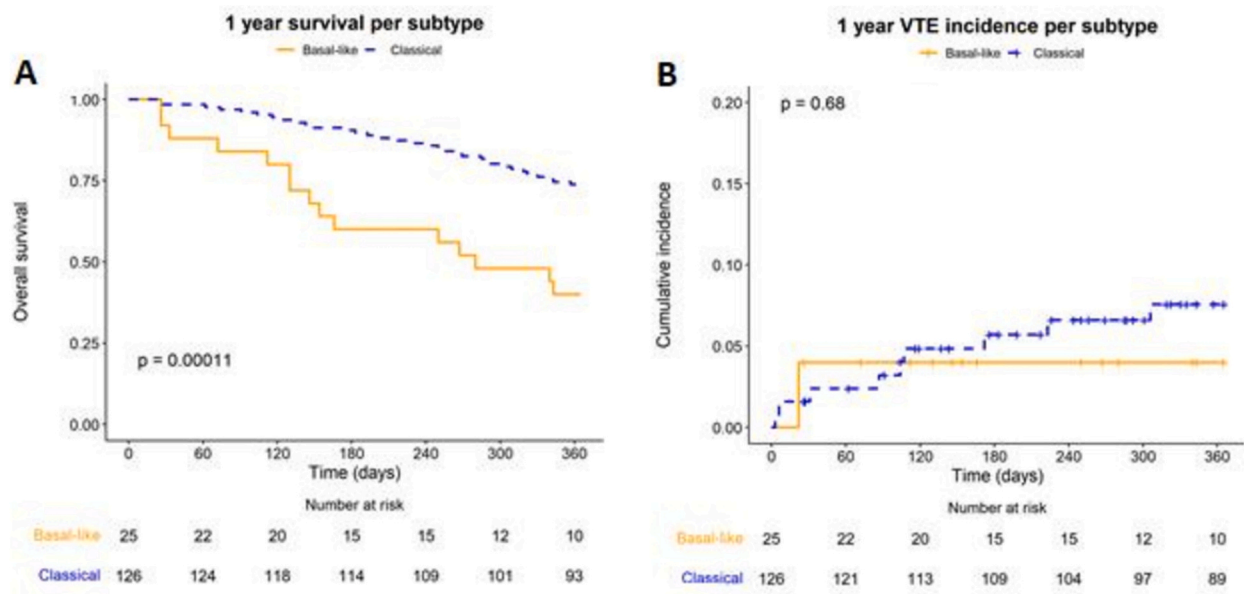 A
1 year survival per subtype
Basal-like Classical
1.00
0.75
0.50
0.25
0.00
Overall survival
p = 0.00011
0 60 120 180 240 300 360
Time (days)
Number at risk
Basal-like 25 22 20 15 15 12 10
Classical 126 124 118 114 109 101 93
B
1 year VTE incidence per subtype
Basal-like Classical
0.20
0.15
0.10
0.05
0.00
Cumulative incidence
p = 0.68
0 60 120 180 240 300 360
Time (days)
Number at risk
Basal-like 25 22 20 15 15 12 10
Classical 126 121 113 109 104 97 89